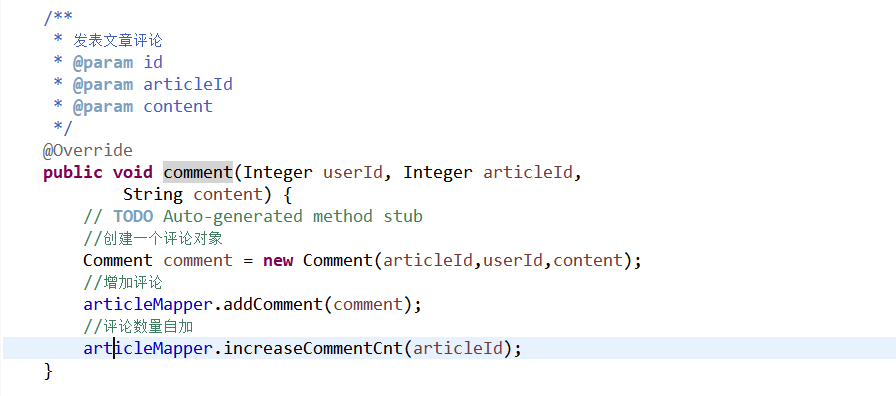 /**
 * 发表文章评论
 * @param id
 * @param articleId
 * @param content
 */
@Override
public void comment(Integer userId, Integer articleId,
        String content) {
    // TODO Auto-generated method stub
    //创建一个评论对象
    Comment comment = new Comment(articleId,userId,content);
    //增加评论
    articleMapper.addComment(comment);
    //评论数量自加
    articleMapper.increaseCommentCnt(articleId);
}